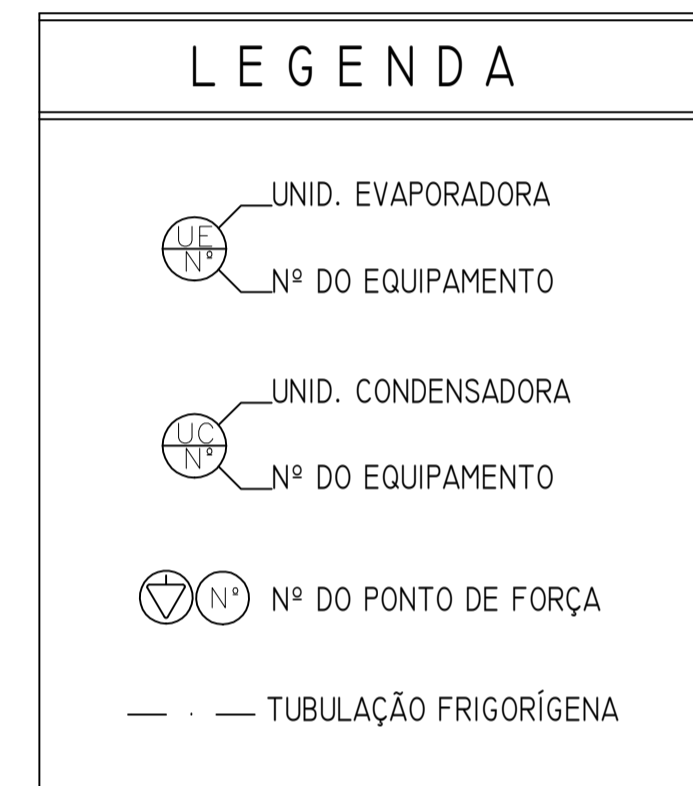 LEGENDA
UNID. EVAPORADORA
UE
Nº
Nº DO EQUIPAMENTO
UNID. CONDENSADORA
UC
Nº
Nº DO EQUIPAMENTO
Nº Nº DO PONTO DE FORÇA
TUBULAÇÃO FRIGORÍGENA